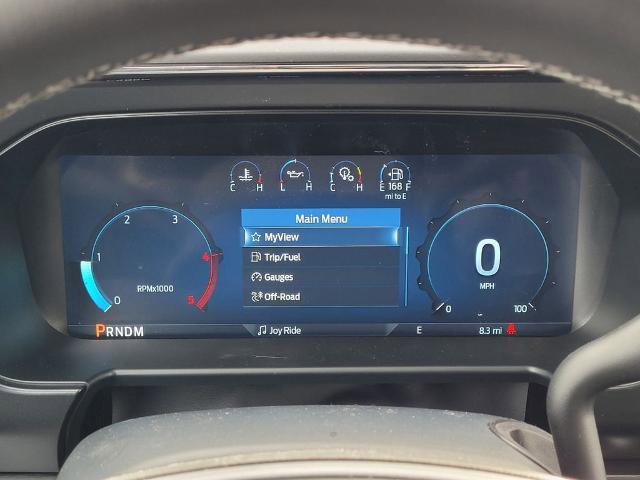 C H L H C H E 168 F
mi to E
Main Menu
MyView
Trip/Fuel
Gauges
Off-Road
0 1 2 3 4 5
RPMx1000
0
MPH
0 100
PRNDM
Joy Ride
E
8.3 mi